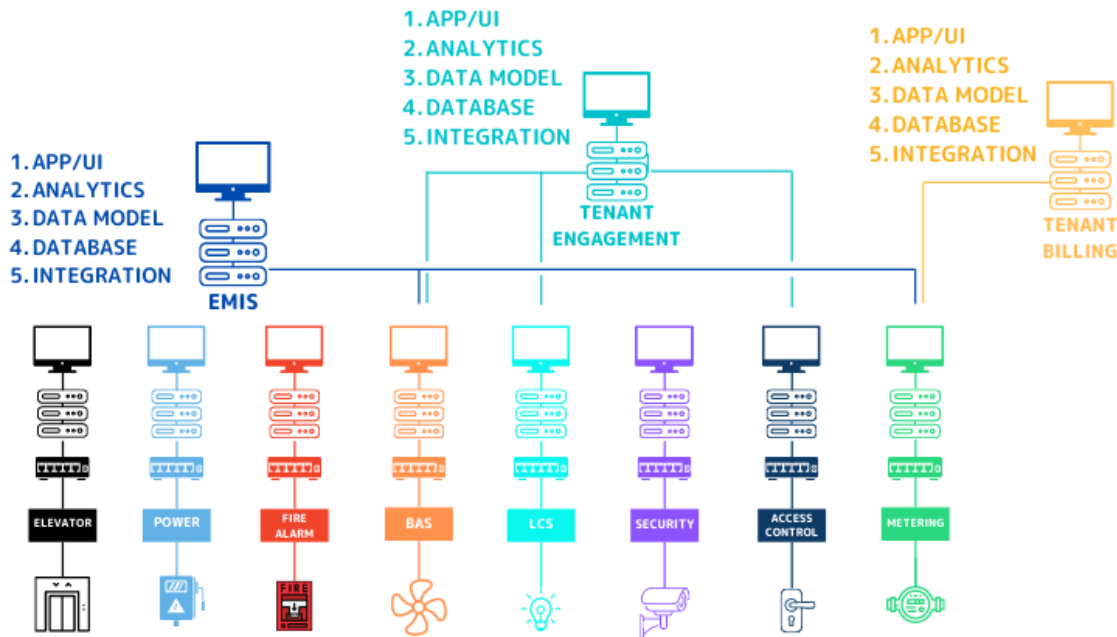 1. APP/UI
2. ANALYTICS
3. DATA MODEL
4. DATABASE
5. INTEGRATION
TENANT
ENGAGEMENT
1. APP/UI
2. ANALYTICS
3. DATA MODEL
4. DATABASE
5. INTEGRATION
TENANT
BILLING
1. APP/UI
2. ANALYTICS
3. DATA MODEL
4. DATABASE
5. INTEGRATION
EMIS
ELEVATOR
POWER
FIRE
ALARM
BAS
LCS
SECURITY
ACCESS
CONTROL
METERING
FIRE